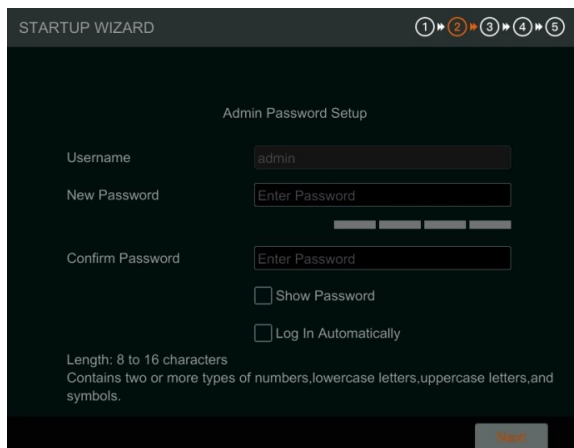 STARTUP WIZARD 1 2 3 4 5
Admin Password Setup
Username admin
New Password Enter Password
Confirm Password Enter Password
Show Password
Log In Automatically
Length: 8 to 16 characters
Contains two or more types of numbers,lowercase letters,uppercase letters,and
symbols.
Next